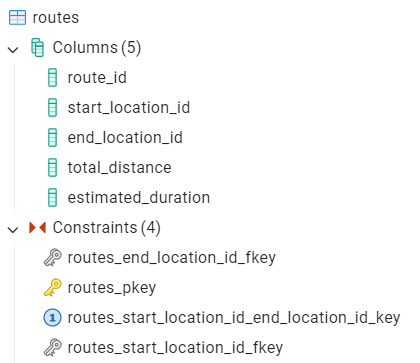 routes
Columns (5)
route_id
start_location_id
end_location_id
total_distance
estimated_duration
Constraints (4)
routes_end_location_id_fkey
routes_pkey
1 routes_start_location_id_end_location_id_key
routes_start_location_id_fkey